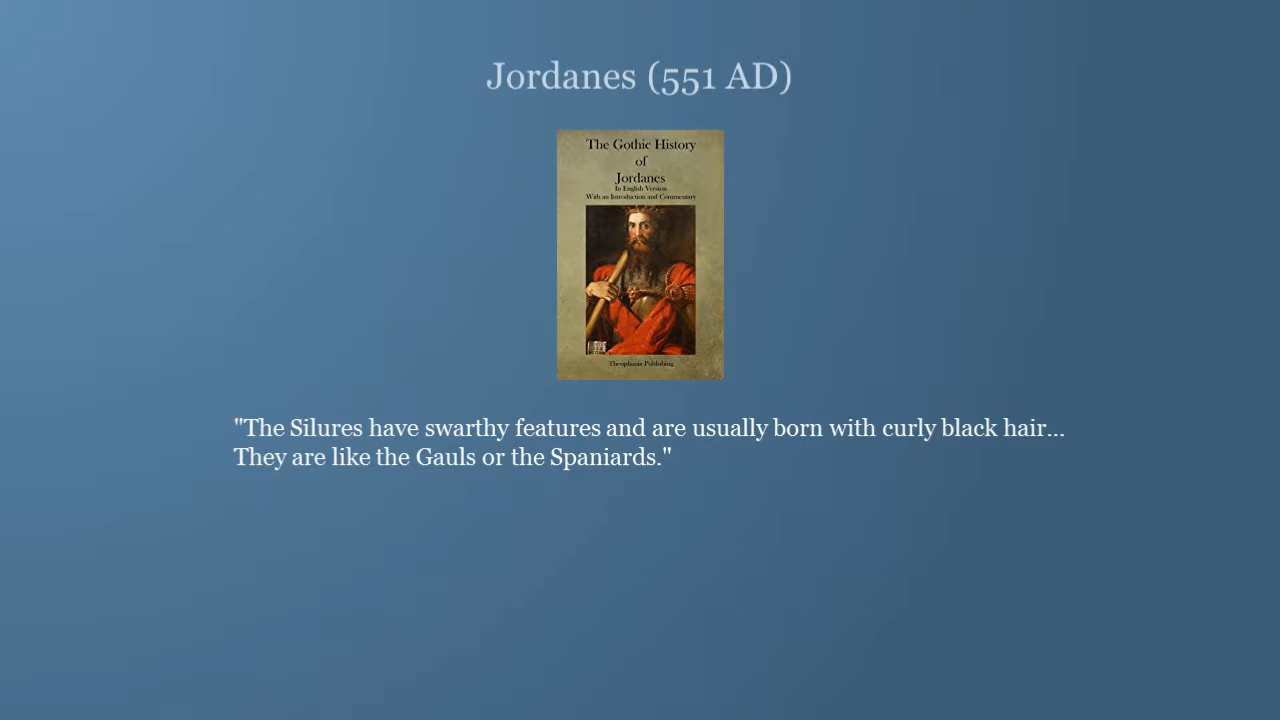 Jordanes (551 AD)
The Gothic History
of
Jordanes
In English Version
With an Introduction and Commentary
Theophania Publishing
"The Silures have swarthy features and are usually born with curly black hair...
They are like the Gauls or the Spaniards."